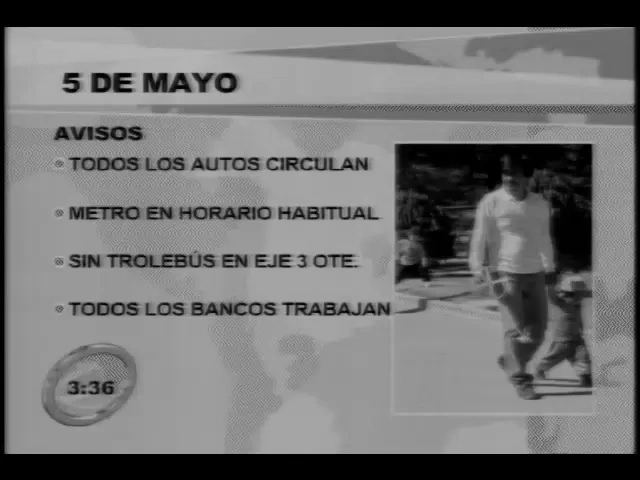 5 DE MAYO
AVISOS
TODOS LOS AUTOS CIRCULAN
METRO EN HORARIO HABITUAL
SIN TROLEBÚS EN EJE 3 OTE.
TODOS LOS BANCOS TRABAJAN
3:36